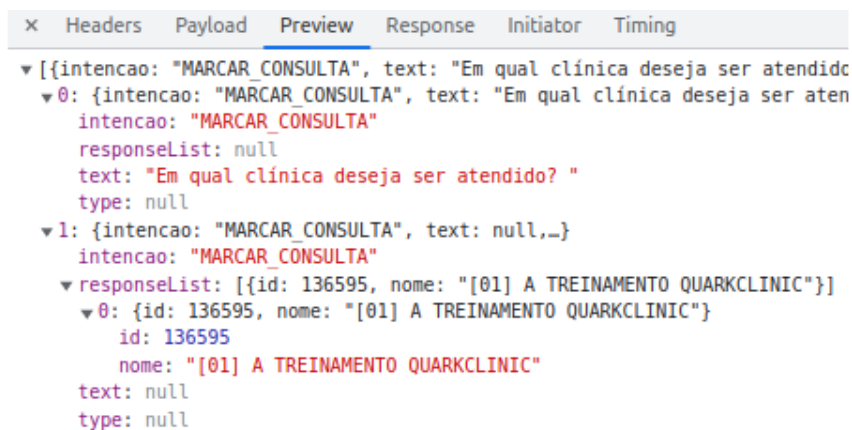 × Headers Payload Preview Response Initiator Timing
▼[{intencao: "MARCAR_CONSULTA", text: "Em qual clínica deseja ser atendido
▼0: {intencao: "MARCAR_CONSULTA", text: "Em qual clínica deseja ser aten
intencao: "MARCAR_CONSULTA"
responseList: null
text: "Em qual clínica deseja ser atendido? "
type: null
▼1: {intencao: "MARCAR_CONSULTA", text: null,…}
intencao: "MARCAR_CONSULTA"
▼responseList: [{id: 136595, nome: "[01] A TREINAMENTO QUARKCLINIC"}]
▼0: {id: 136595, nome: "[01] A TREINAMENTO QUARKCLINIC"}
id: 136595
nome: "[01] A TREINAMENTO QUARKCLINIC"
text: null
type: null